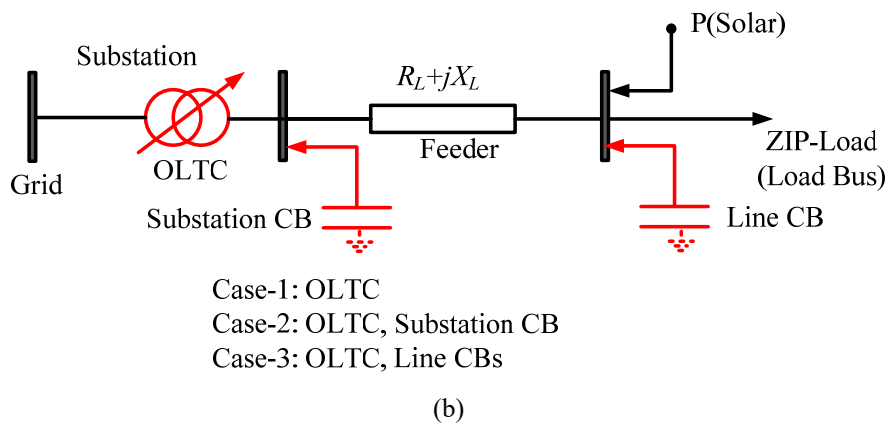 Substation
P(Solar)
R_L+jX_L
Grid
OLTC
Feeder
ZIP-Load
(Load Bus)
Substation CB
Line CB
Case-1: OLTC
Case-2: OLTC, Substation CB
Case-3: OLTC, Line CBs
(b)